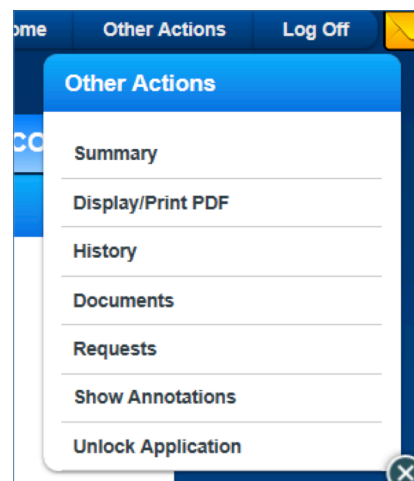 Other Actions Log Off
Other Actions
Summary
Display/Print PDF
History
Documents
Requests
Show Annotations
Unlock Application